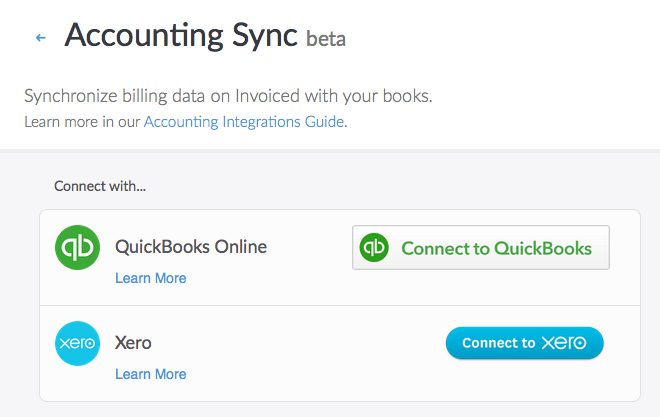 ← Accounting Sync beta
Synchronize billing data on Invoiced with your books.
Learn more in our Accounting Integrations Guide.
Connect with...
qb QuickBooks Online qb Connect to QuickBooks
Learn More
xero Xero Connect to xero
Learn More